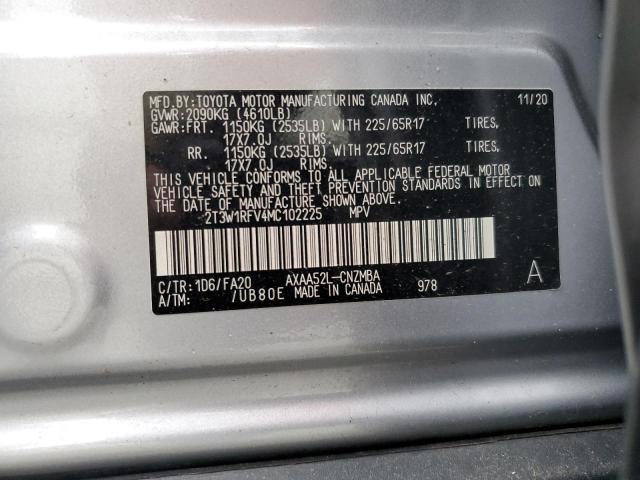 MFD.BY:TOYOTA MOTOR MANUFACTURING CANADA INC. 11/20
GVWR:2090KG (4610LB)
GAWR:FRT. 1150KG (2535LB) WITH 225/65R17 TIRES,
17X7.0J RIMS.
RR. 1150KG (2535LB) WITH 225/65R17 TIRES,
17X7.0J RIMS.
THIS VEHICLE CONFORMS TO ALL APPLICABLE FEDERAL MOTOR
VEHICLE SAFETY AND THEFT PREVENTION STANDARDS IN EFFECT ON
THE DATE OF MANUFACTURE SHOWN ABOVE.
2T3W1RFV4MC102225 MPV
C/TR:1D6/FA20 AXAA52L-CNZMBA
A/TM: /UB80E MADE IN CANADA 978 A